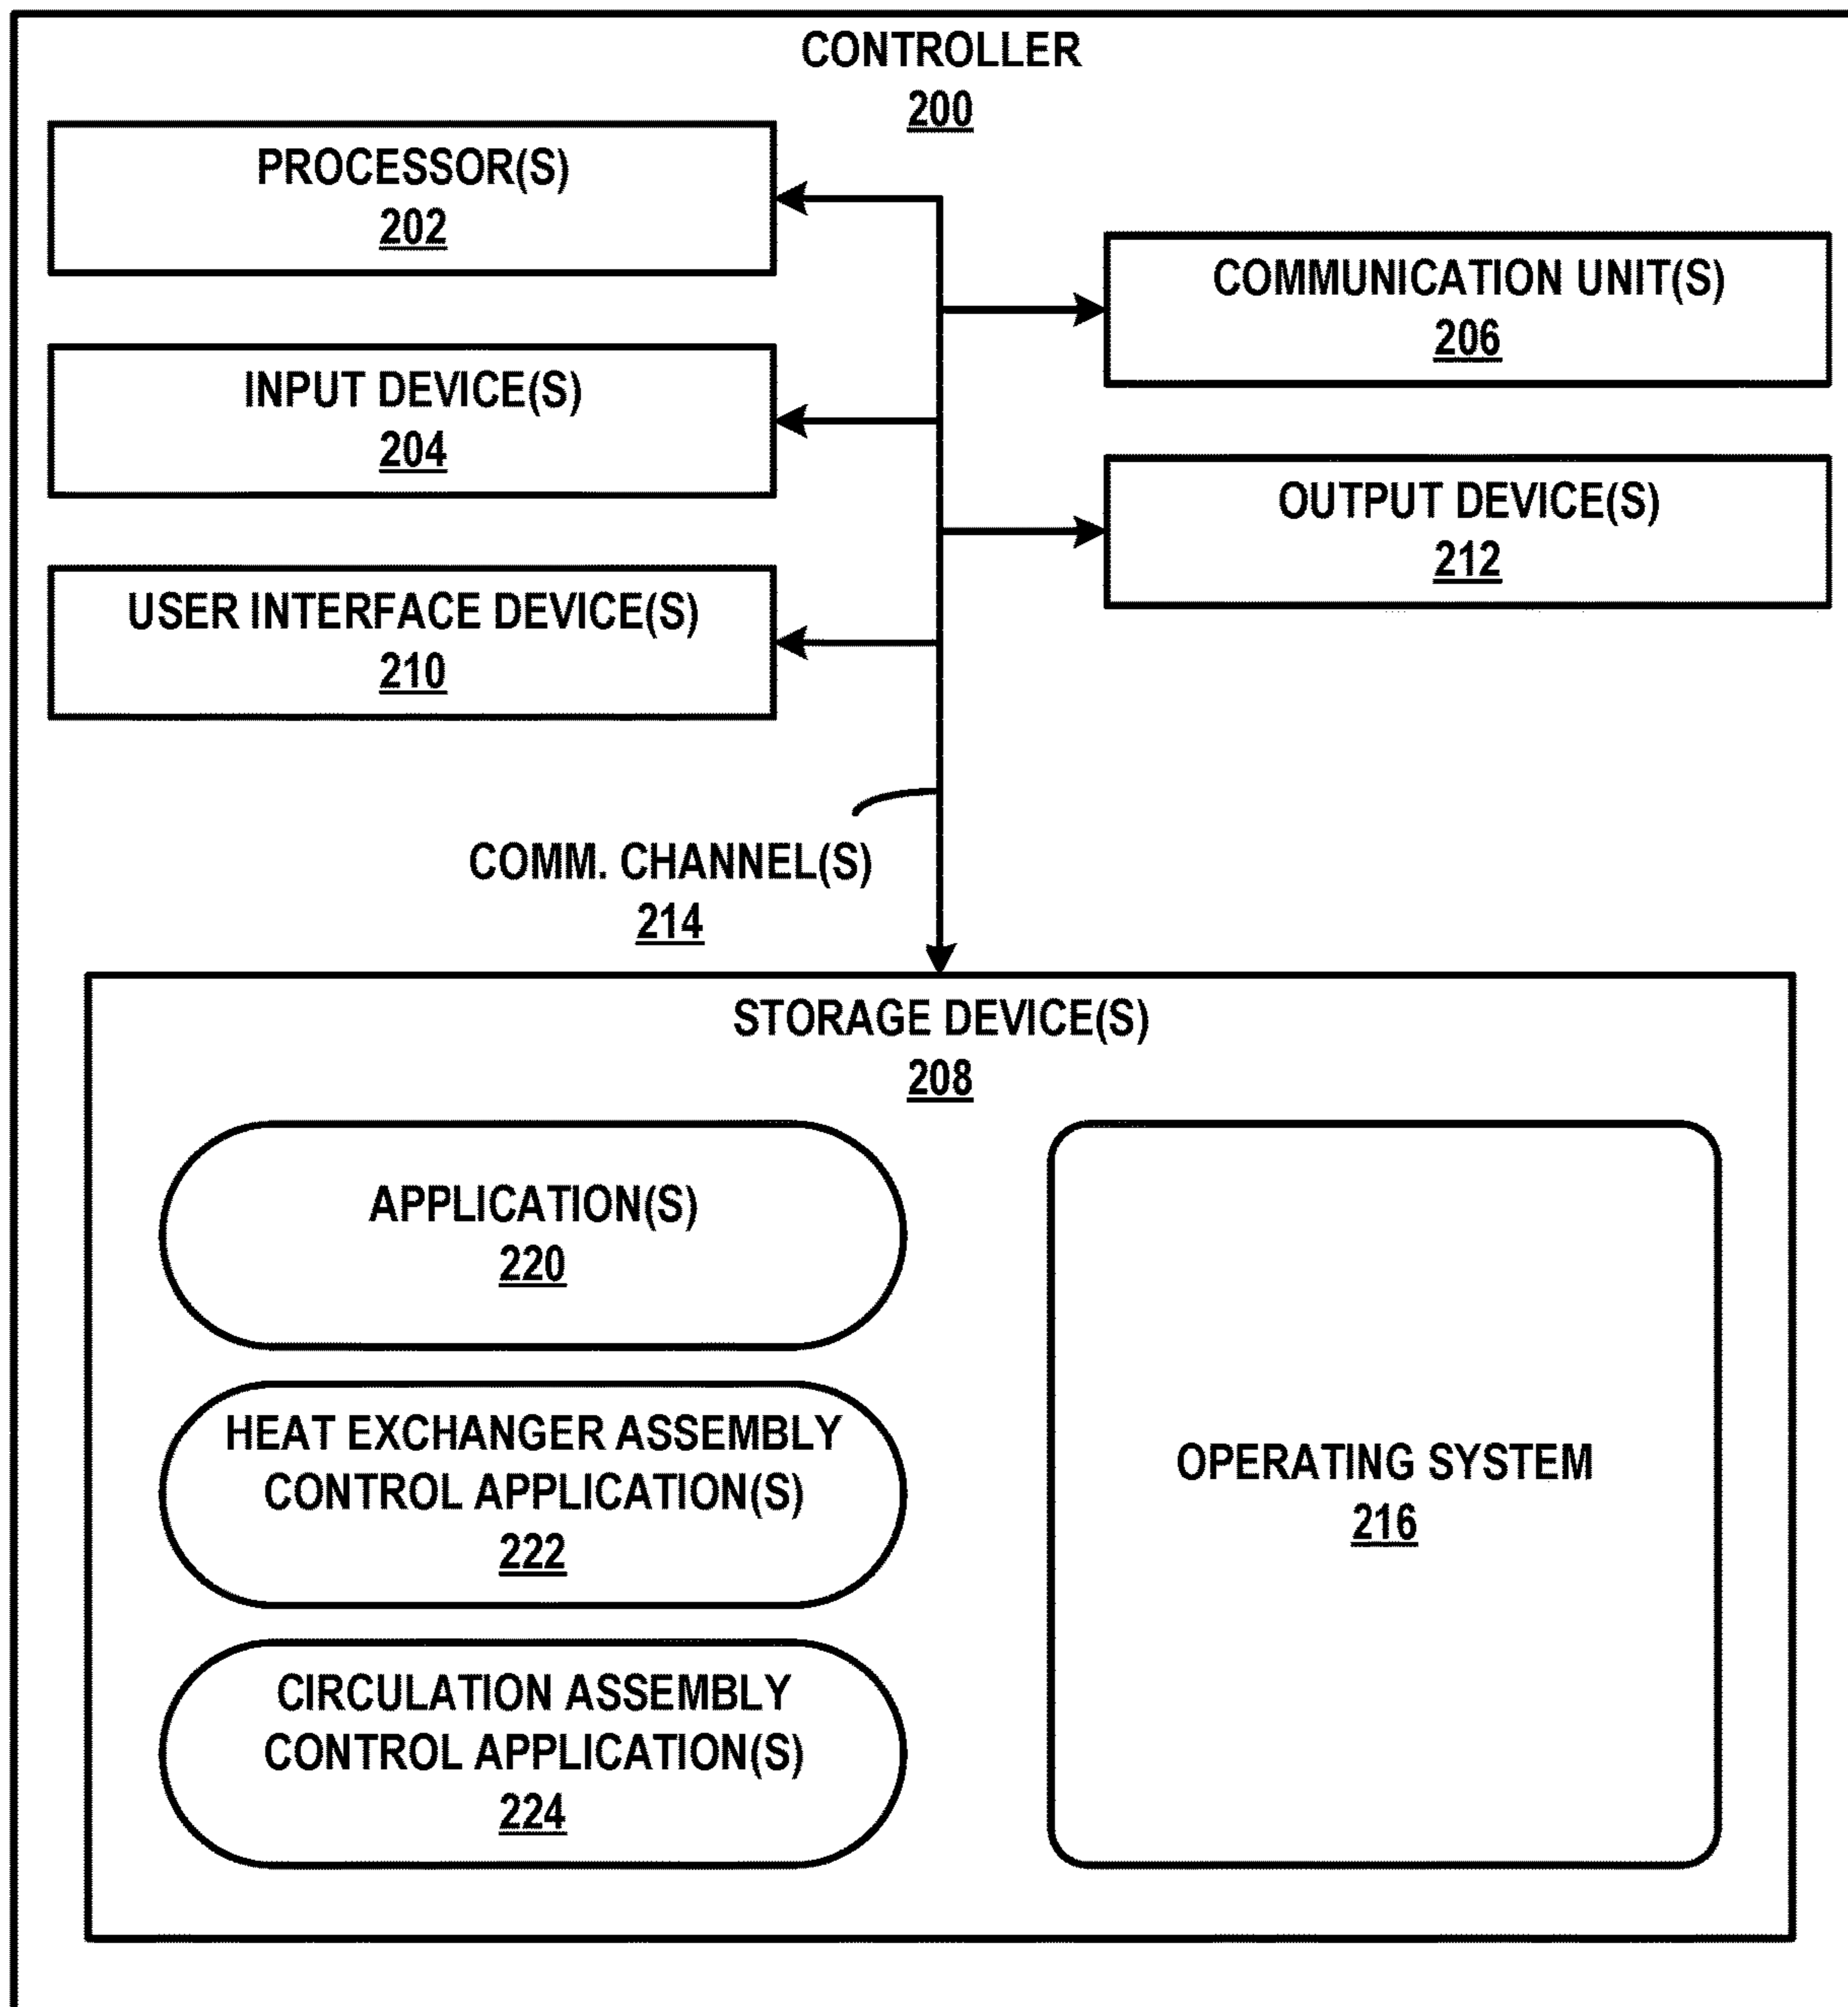 CONTROLLER
200
PROCESSOR(S)
202
COMMUNICATION UNIT(S)
206
INPUT DEVICE(S)
204
OUTPUT DEVICE(S)
212
USER INTERFACE DEVICE(S)
210
COMM. CHANNEL(S)
214
STORAGE DEVICE(S)
208
APPLICATION(S)
220
HEAT EXCHANGER ASSEMBLY
CONTROL APPLICATION(S)
222
CIRCULATION ASSEMBLY
CONTROL APPLICATION(S)
224
OPERATING SYSTEM
216